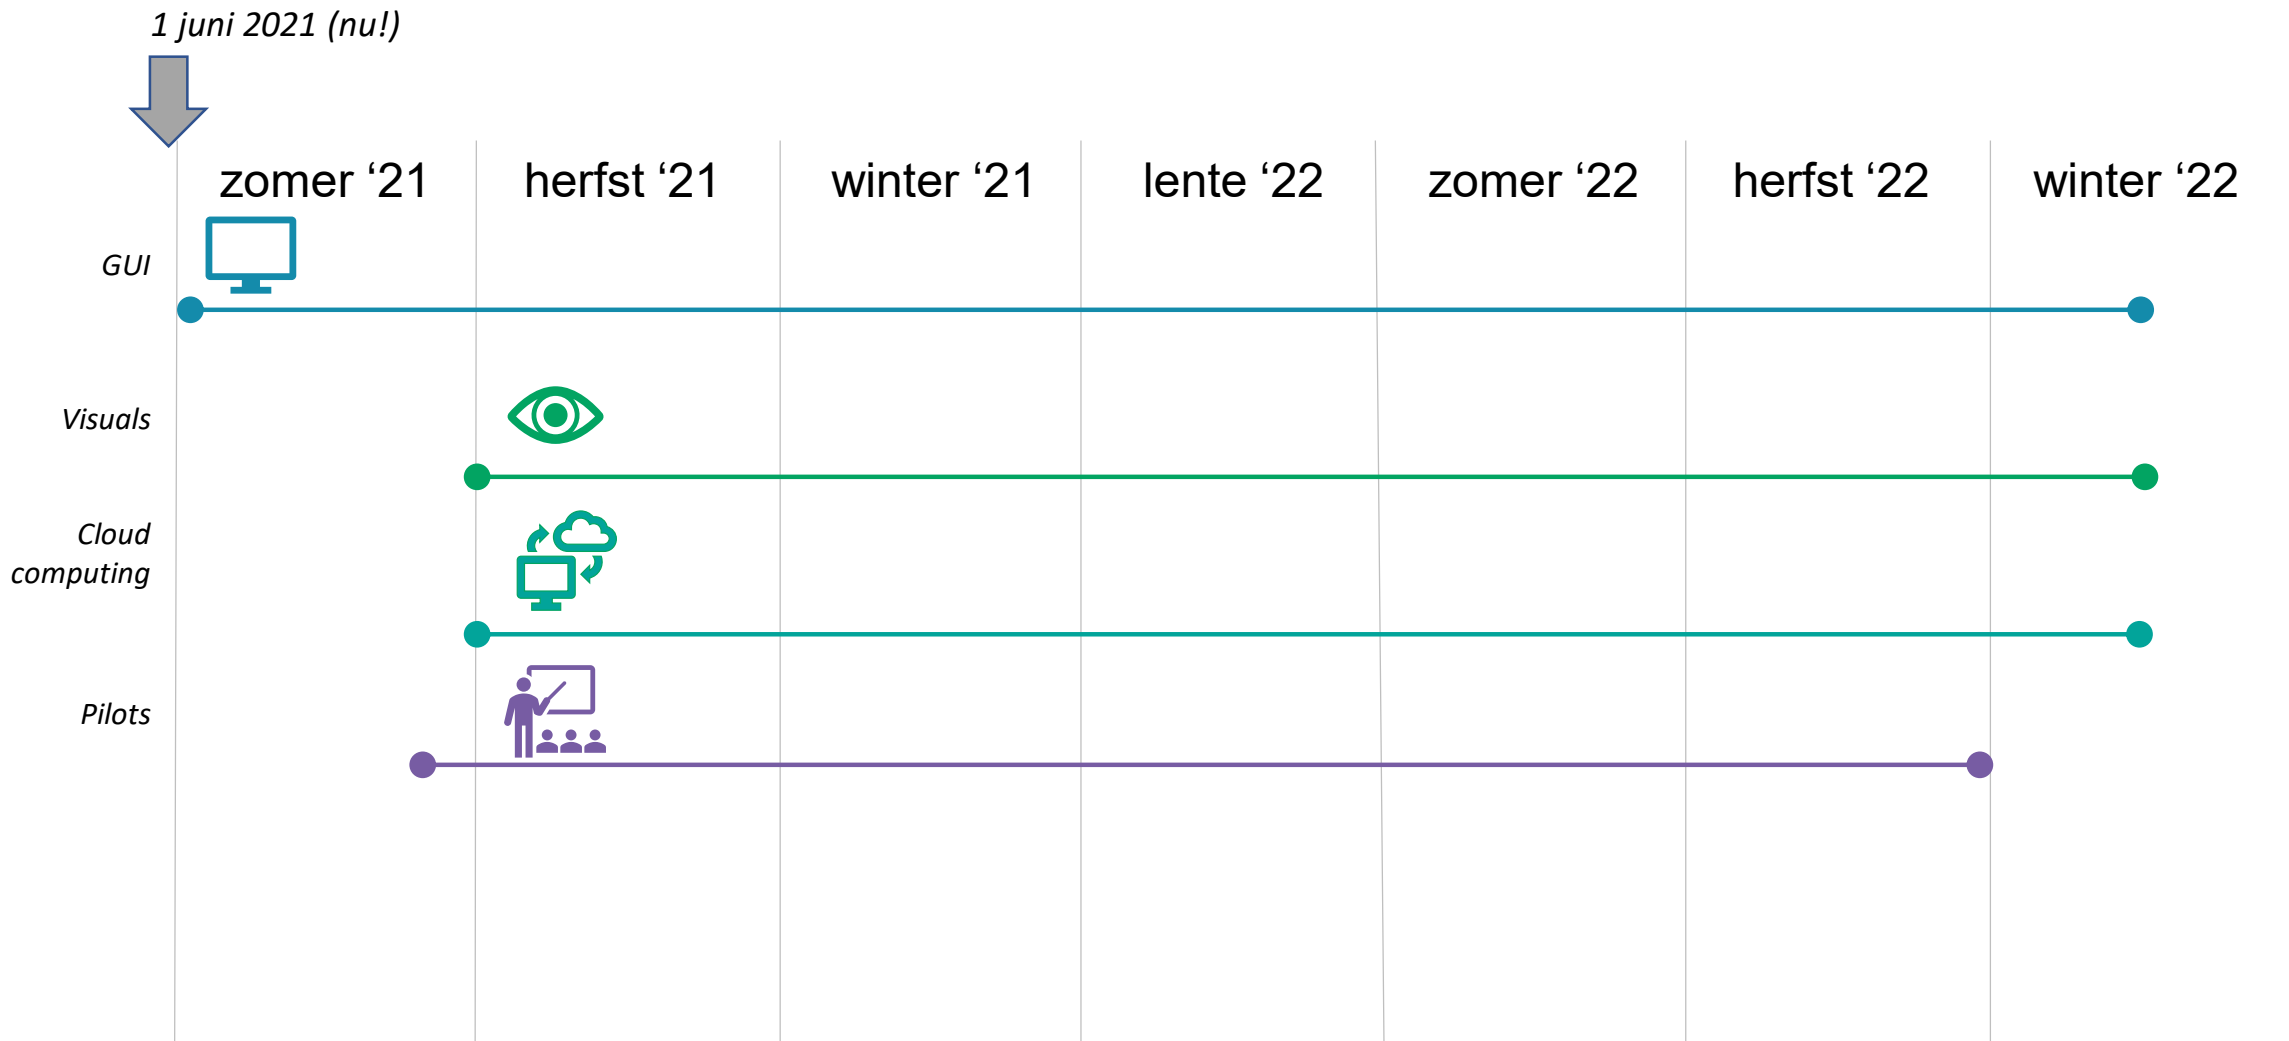 1 juni 2021 (nu!)
zomer ‘21
herfst ‘21
winter ‘21
lente ‘22
zomer ‘22
herfst ‘22
winter ‘22
GUI
Visuals
Cloud
computing
Pilots